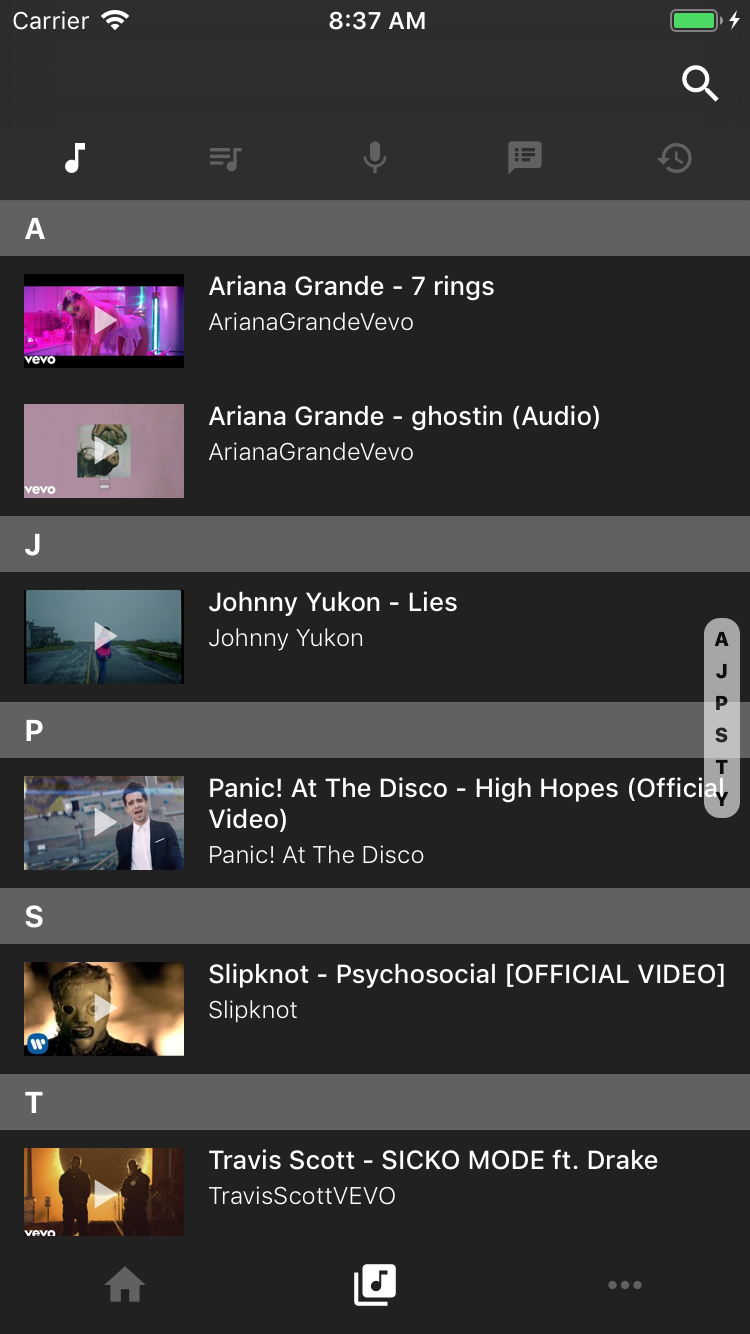 Carrier 8:37 AM
A
Ariana Grande - 7 rings
ArianaGrandeVevo
vevo
Ariana Grande - ghostin (Audio)
ArianaGrandeVevo
vevo
J
Johnny Yukon - Lies
Johnny Yukon
P
Panic! At The Disco - High Hopes (Official
Video)
Panic! At The Disco
S
Slipknot - Psychosocial [OFFICIAL VIDEO]
Slipknot
T
Travis Scott - SICKO MODE ft. Drake
TravisScottVEVO
vevo
A
J
P
S
T
Y